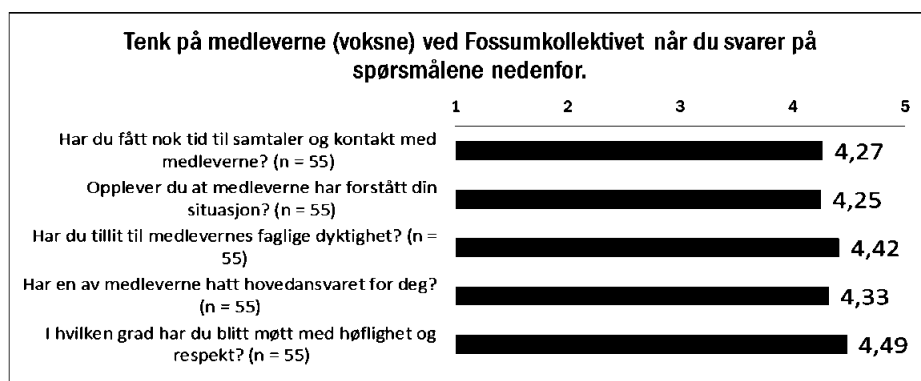 Tenk på medleverne (voksne) ved Fossumkollektivet når du svarer på
spørsmålene nedenfor.
1 2 3 4 5
Har du fått nok tid til samtaler og kontakt med
medleverne? (n = 55)
4,27
Opplever du at medleverne har forstått din
situasjon? (n = 55)
4,25
Har du tillit til medlevernes faglige dyktighet? (n =
55)
4,42
Har en av medleverne hatt hovedansvaret for deg?
(n = 55)
4,33
I hvilken grad har du blitt møtt med høflighet og
respekt? (n = 55)
4,49